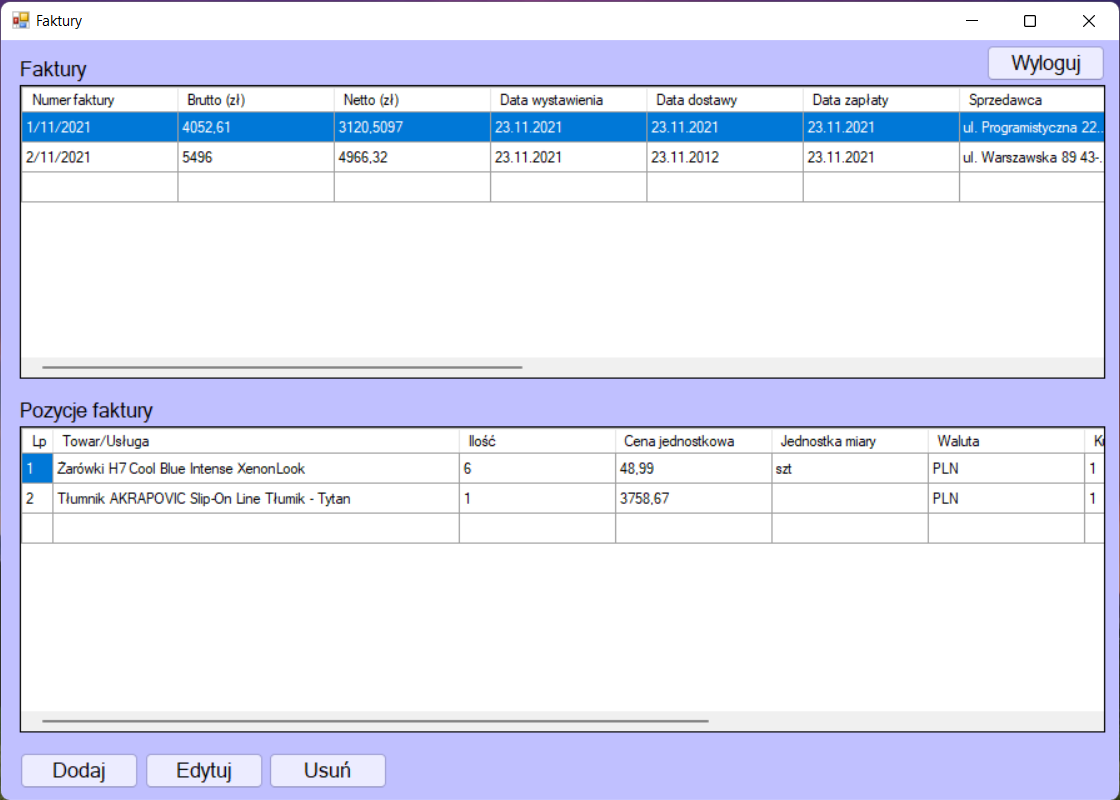 Faktury
Faktury
Wyloguj
Numer faktury Brutto (zł) Netto (zł) Data wystawienia Data dostawy Data zapłaty Sprzedawca
1/11/2021 4052,61 3120,5097 23.11.2021 23.11.2021 23.11.2021 ul. Programistyczna 22...
2/11/2021 5496 4966,32 23.11.2021 23.11.2012 23.11.2021 ul. Warszawska 89 43-...
Pozycje faktury
Lp Towar/Usługa Ilość Cena jednostkowa Jednostka miary Waluta
1 Żarówki H7 Cool Blue Intense XenonLook 6 48,99 szt PLN 1
2 Tłumnik AKRAPOVIC Slip-On Line Tłumik - Tytan 1 3758,67 PLN 1
Dodaj Edytuj Usuń